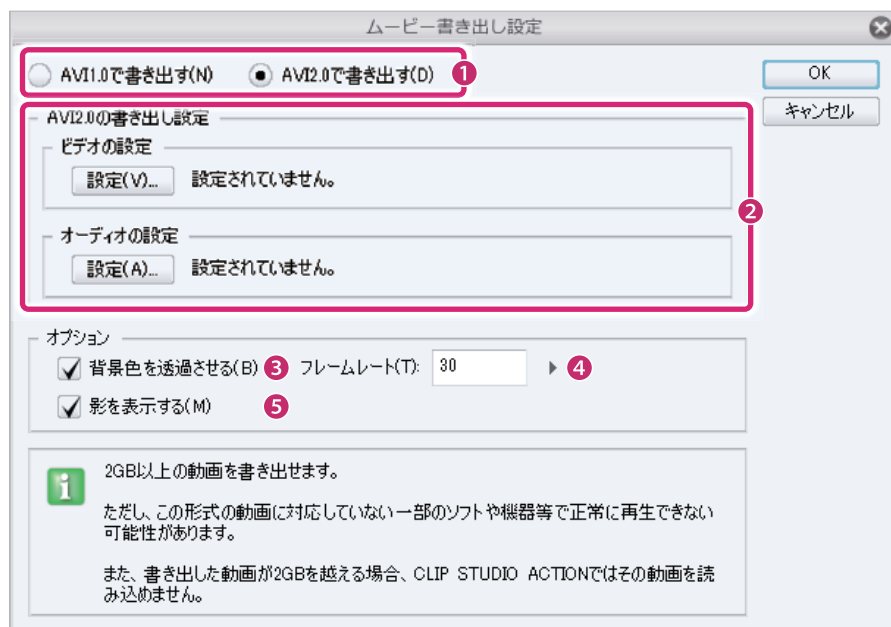 ムービー書き出し設定
AVI1.0で書き出す(N) AVI2.0で書き出す(D) ❶
OK
キャンセル
AVI2.0の書き出し設定
ビデオの設定
設定(V)... 設定されていません。
❷
オーディオの設定
設定(A)... 設定されていません。
オプション
背景色を透過させる(B) ❸ フレームレート(T): 30 ❹
影を表示する(M) ❺
2GB以上の動画を書き出せます。
ただし、この形式の動画に対応していない一部のソフトや機器等で正常に再生できない
可能性があります。
また、書き出した動画が2GBを越える場合、CLIP STUDIO ACTIONではその動画を読
み込めません。